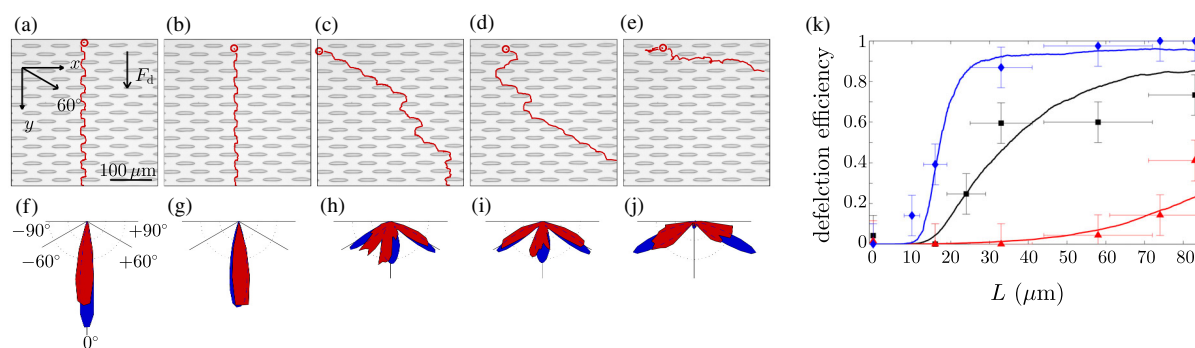 (a) (b) (c) (d) (e) (k)
x F_d
60°
y
100 μm
(f) (g) (h) (i) (j)
−90° +90°
−60° +60°
0°
defelction efficiency
1
0.8
0.6
0.4
0.2
0
0 10 20 30 40 50 60 70 80
L (μm)